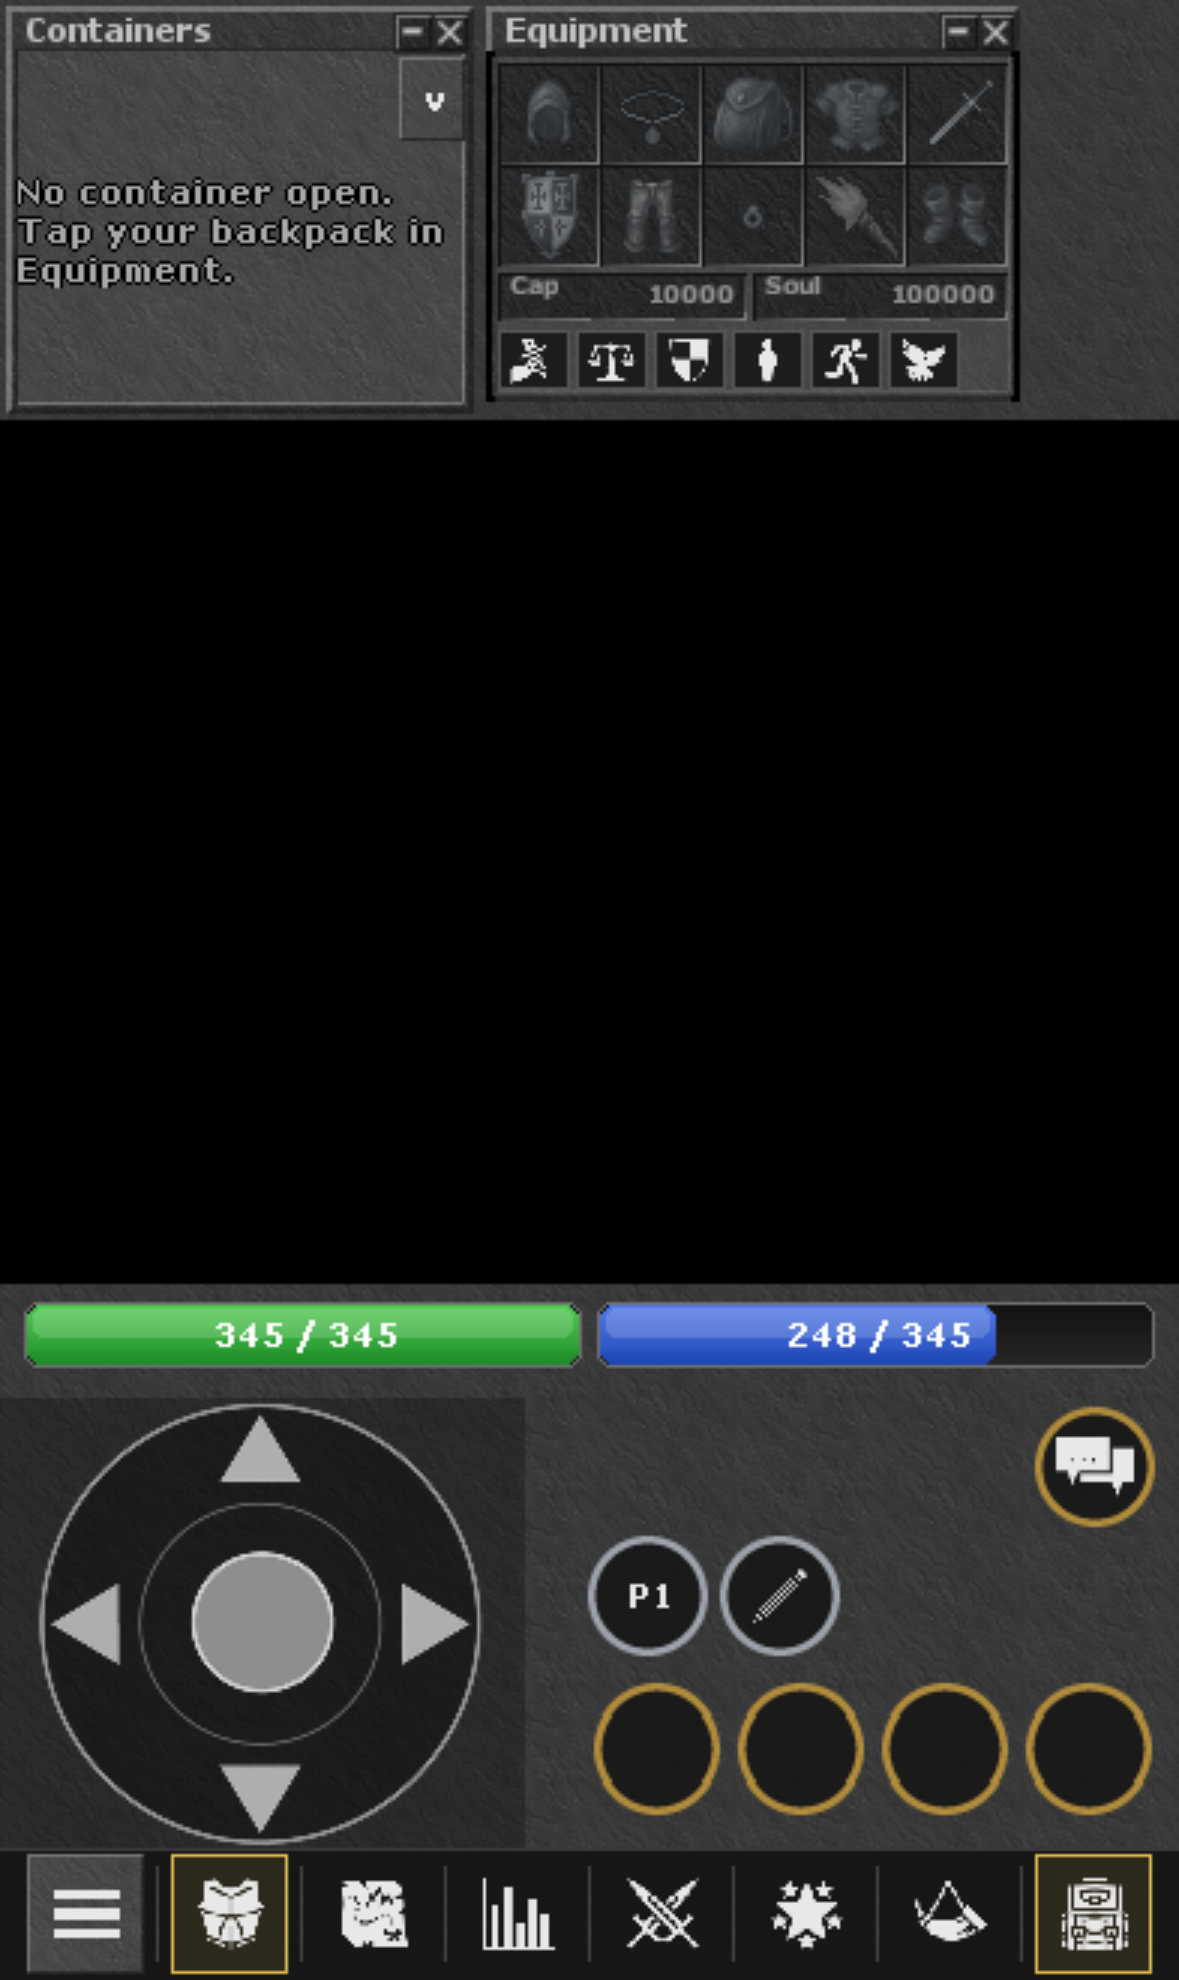 Containers
Equipment
v
No container open.
Tap your backpack in
Equipment.
Cap 10000
Soul 100000
345 / 345
248 / 345
P1